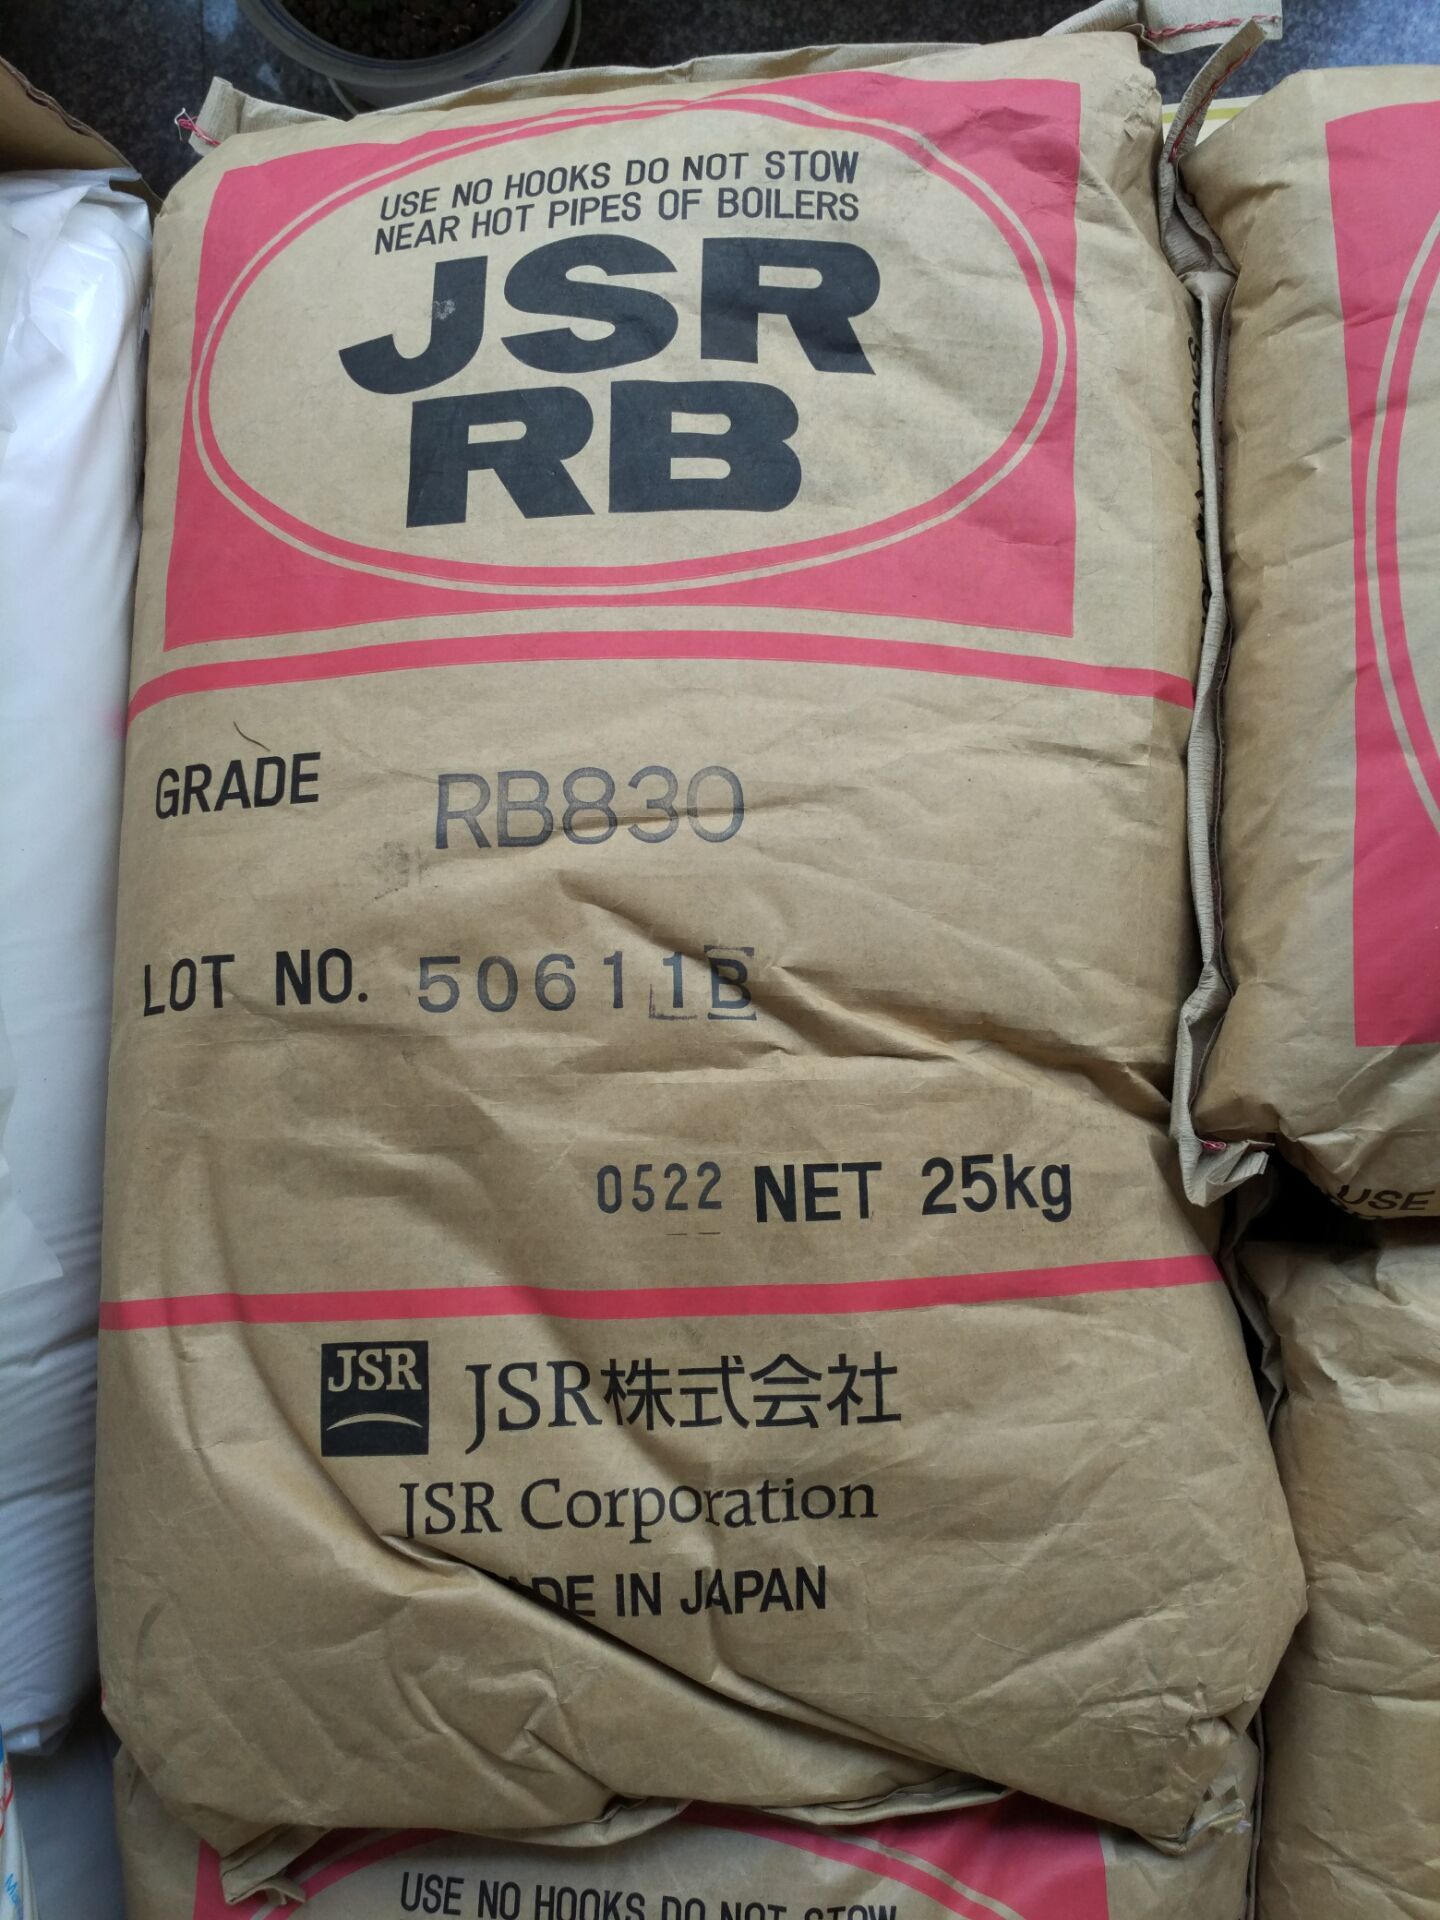 USE NO HOOKS DO NOT STOW
NEAR HOT PIPES OF BOILERS
JSR
RB
GRADE RB830
LOT NO. 50611B
0522 NET 25kg
JSR JSR株式会社
JSR Corporation
DE IN JAPAN
USE
USE NO HOOKS DO NOT STOW